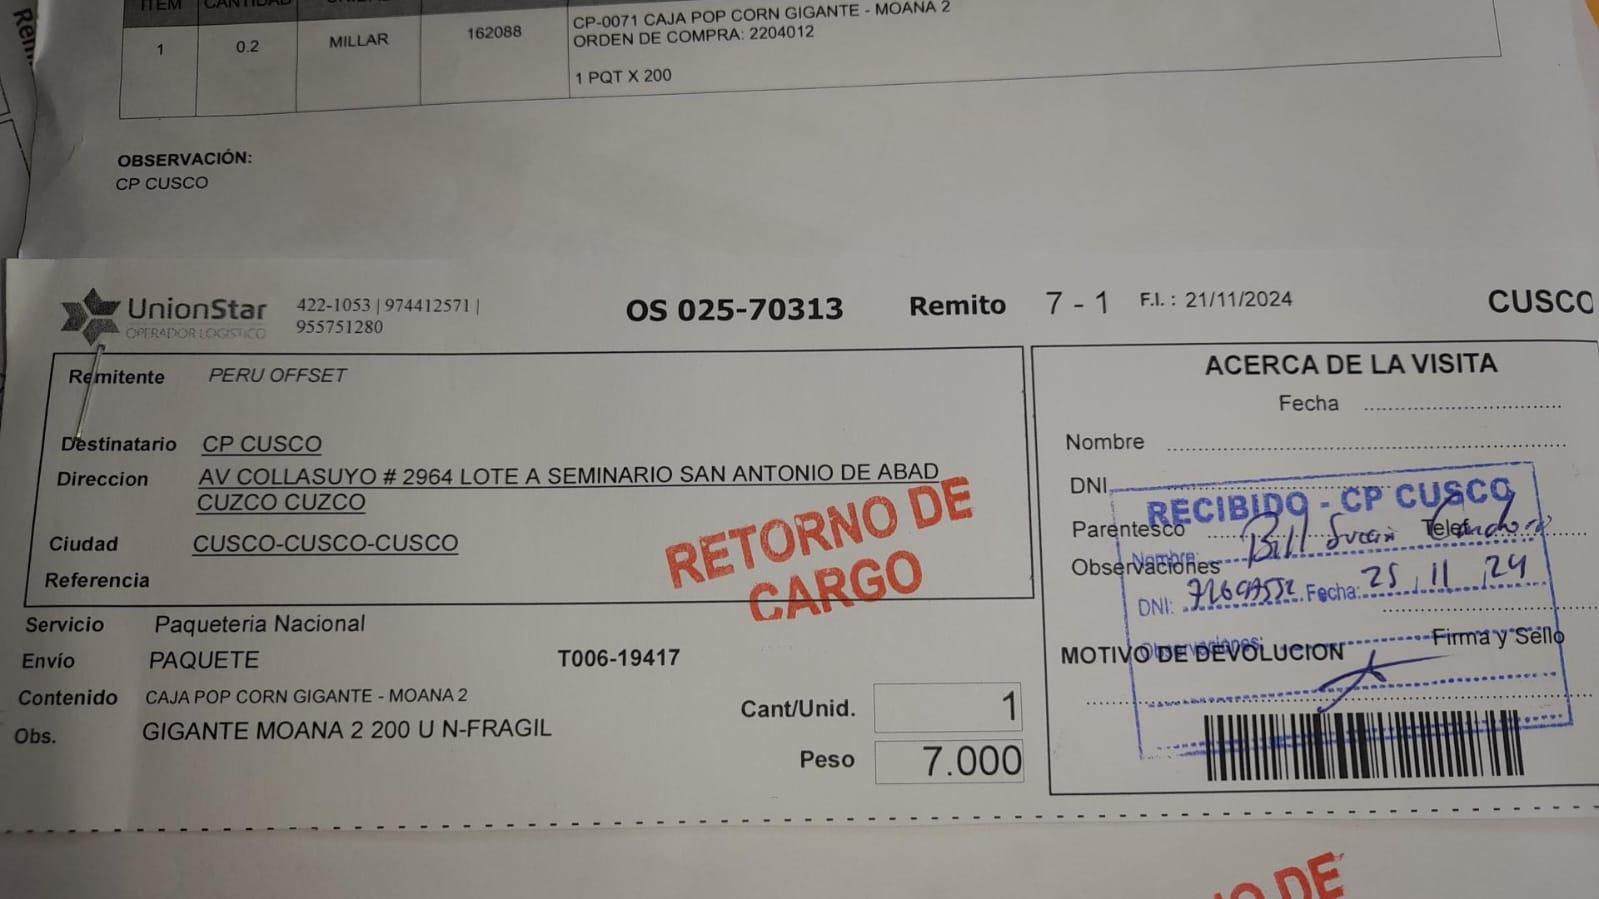 ITEM CANTIDAD
1 0.2 MILLAR 162088 CP-0071 CAJA POP CORN GIGANTE - MOANA 2
ORDEN DE COMPRA: 2204012
1 PQT X 200
OBSERVACIÓN:
CP CUSCO
UnionStar 422-1053 | 974412571 |
OPERADOR LOGISTICO 955751280
OS 025-70313 Remito 7 - 1 F.I. : 21/11/2024 CUSCO
Remitente PERU OFFSET
Destinatario CP CUSCO
Direccion AV COLLASUYO # 2964 LOTE A SEMINARIO SAN ANTONIO DE ABAD
CUZCO CUZCO
Ciudad CUSCO-CUSCO-CUSCO
Referencia
RETORNO DE
CARGO
Servicio Paqueteria Nacional
Envío PAQUETE T006-19417
Contenido CAJA POP CORN GIGANTE - MOANA 2
Obs. GIGANTE MOANA 2 200 U N-FRAGIL
Cant/Unid. 1
Peso 7.000
ACERCA DE LA VISITA
Fecha
Nombre
DNI
Parentesco Telef.
Observaciones
Firma y Sello
MOTIVO DE DEVOLUCION
RECIBIDO - CP CUSCO
Nombre: Bill
DNI: Fecha: 25 11 24
Observaciones:
DE